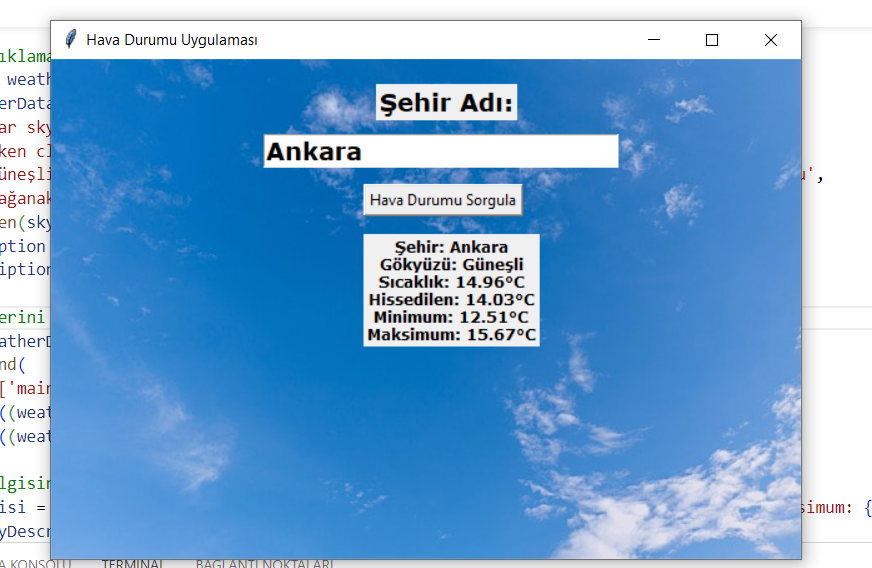 Hava Durumu Uygulaması
Şehir Adı:
Ankara
Hava Durumu Sorgula
Şehir: Ankara
Gökyüzü: Güneşli
Sıcaklık: 14.96°C
Hissedilen: 14.03°C
Minimum: 12.51°C
Maksimum: 15.67°C
ıklama
weath
erData
ar sky
ken cl
üneşli u',
ağanak
en(sky
ption
iption
erini
atherD
nd(
['main
((weat
((weat
lgisin
isi = simum: {
yDescr
A KONSOLU TERMINAL BAĞLANTI NOKTALARI